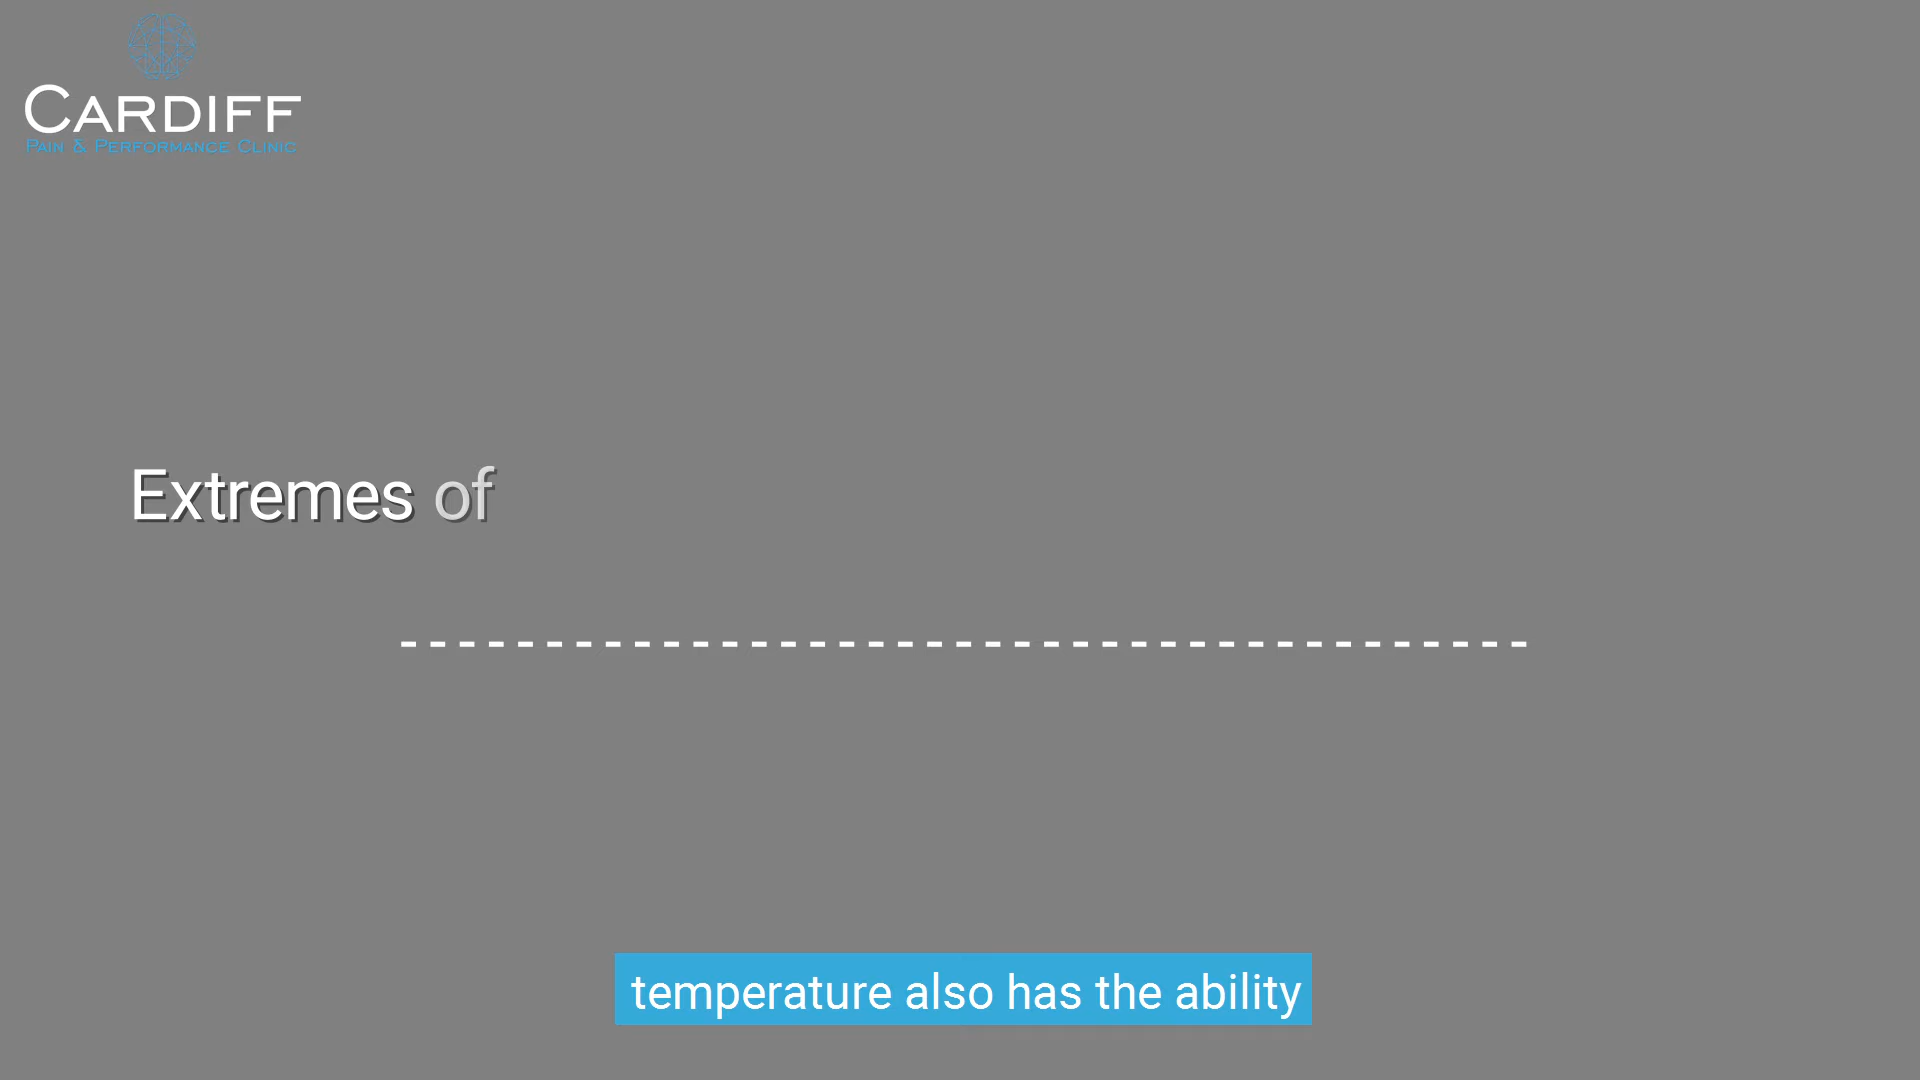 CARDIFF
PAIN & PERFORMANCE CLINIC
Extremes of
temperature also has the ability